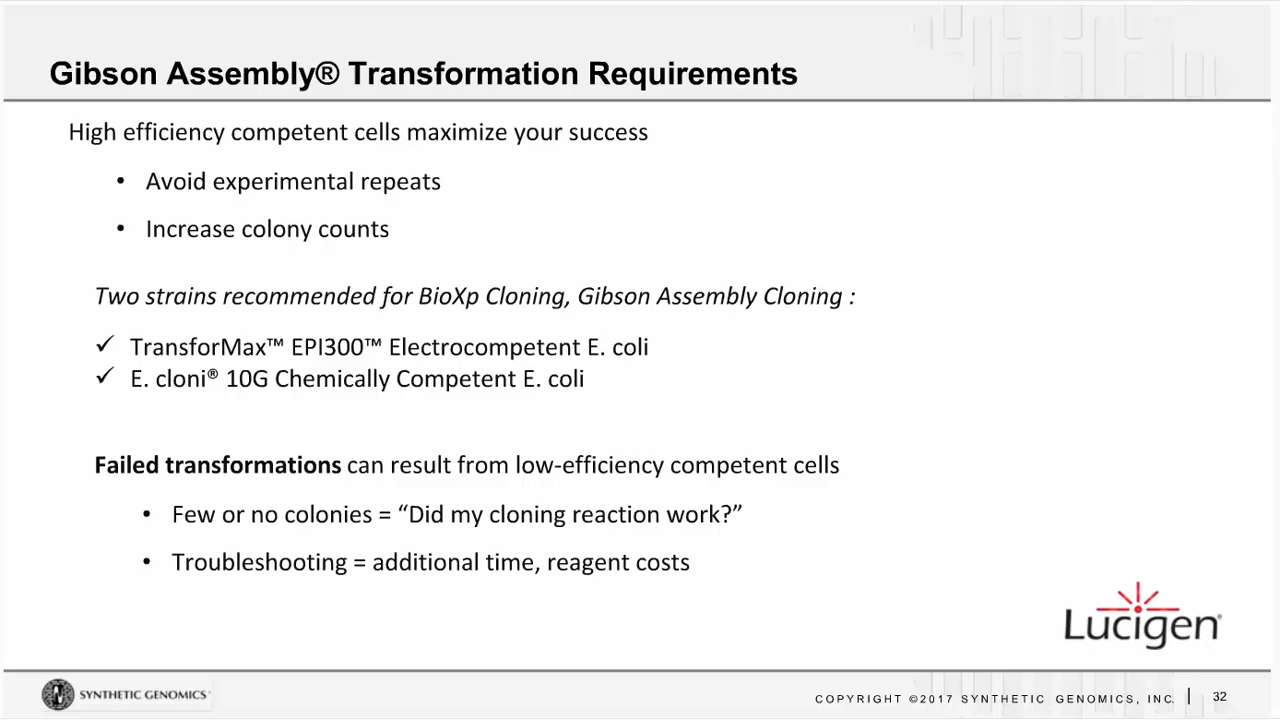 Gibson Assembly® Transformation Requirements
High efficiency competent cells maximize your success
• Avoid experimental repeats
• Increase colony counts
Two strains recommended for BioXp Cloning, Gibson Assembly Cloning :
✓ TransforMax™ EPI300™ Electrocompetent E. coli
✓ E. cloni® 10G Chemically Competent E. coli
Failed transformations can result from low-efficiency competent cells
• Few or no colonies = “Did my cloning reaction work?”
• Troubleshooting = additional time, reagent costs
Lucigen®
SYNTHETIC GENOMICS®
COPYRIGHT ©2017 SYNTHETIC GENOMICS, INC. | 32